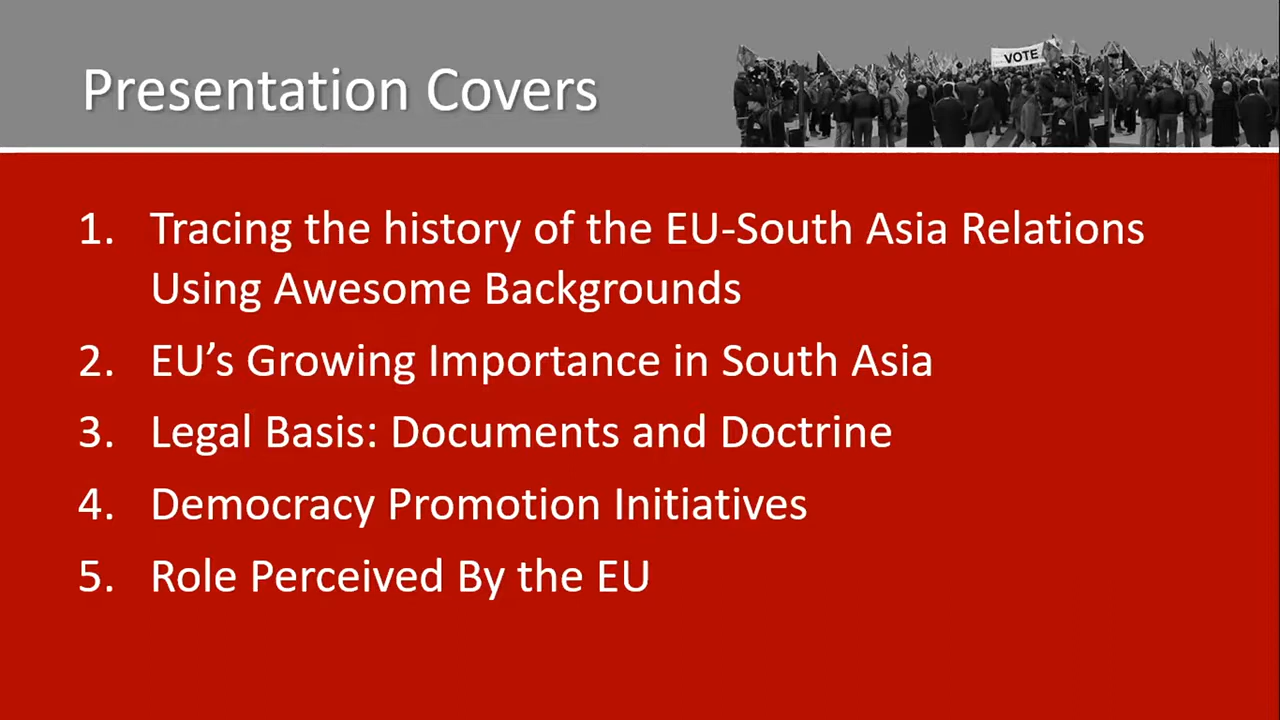 Presentation Covers
VOTE
1. Tracing the history of the EU-South Asia Relations
Using Awesome Backgrounds
2. EU’s Growing Importance in South Asia
3. Legal Basis: Documents and Doctrine
4. Democracy Promotion Initiatives
5. Role Perceived By the EU